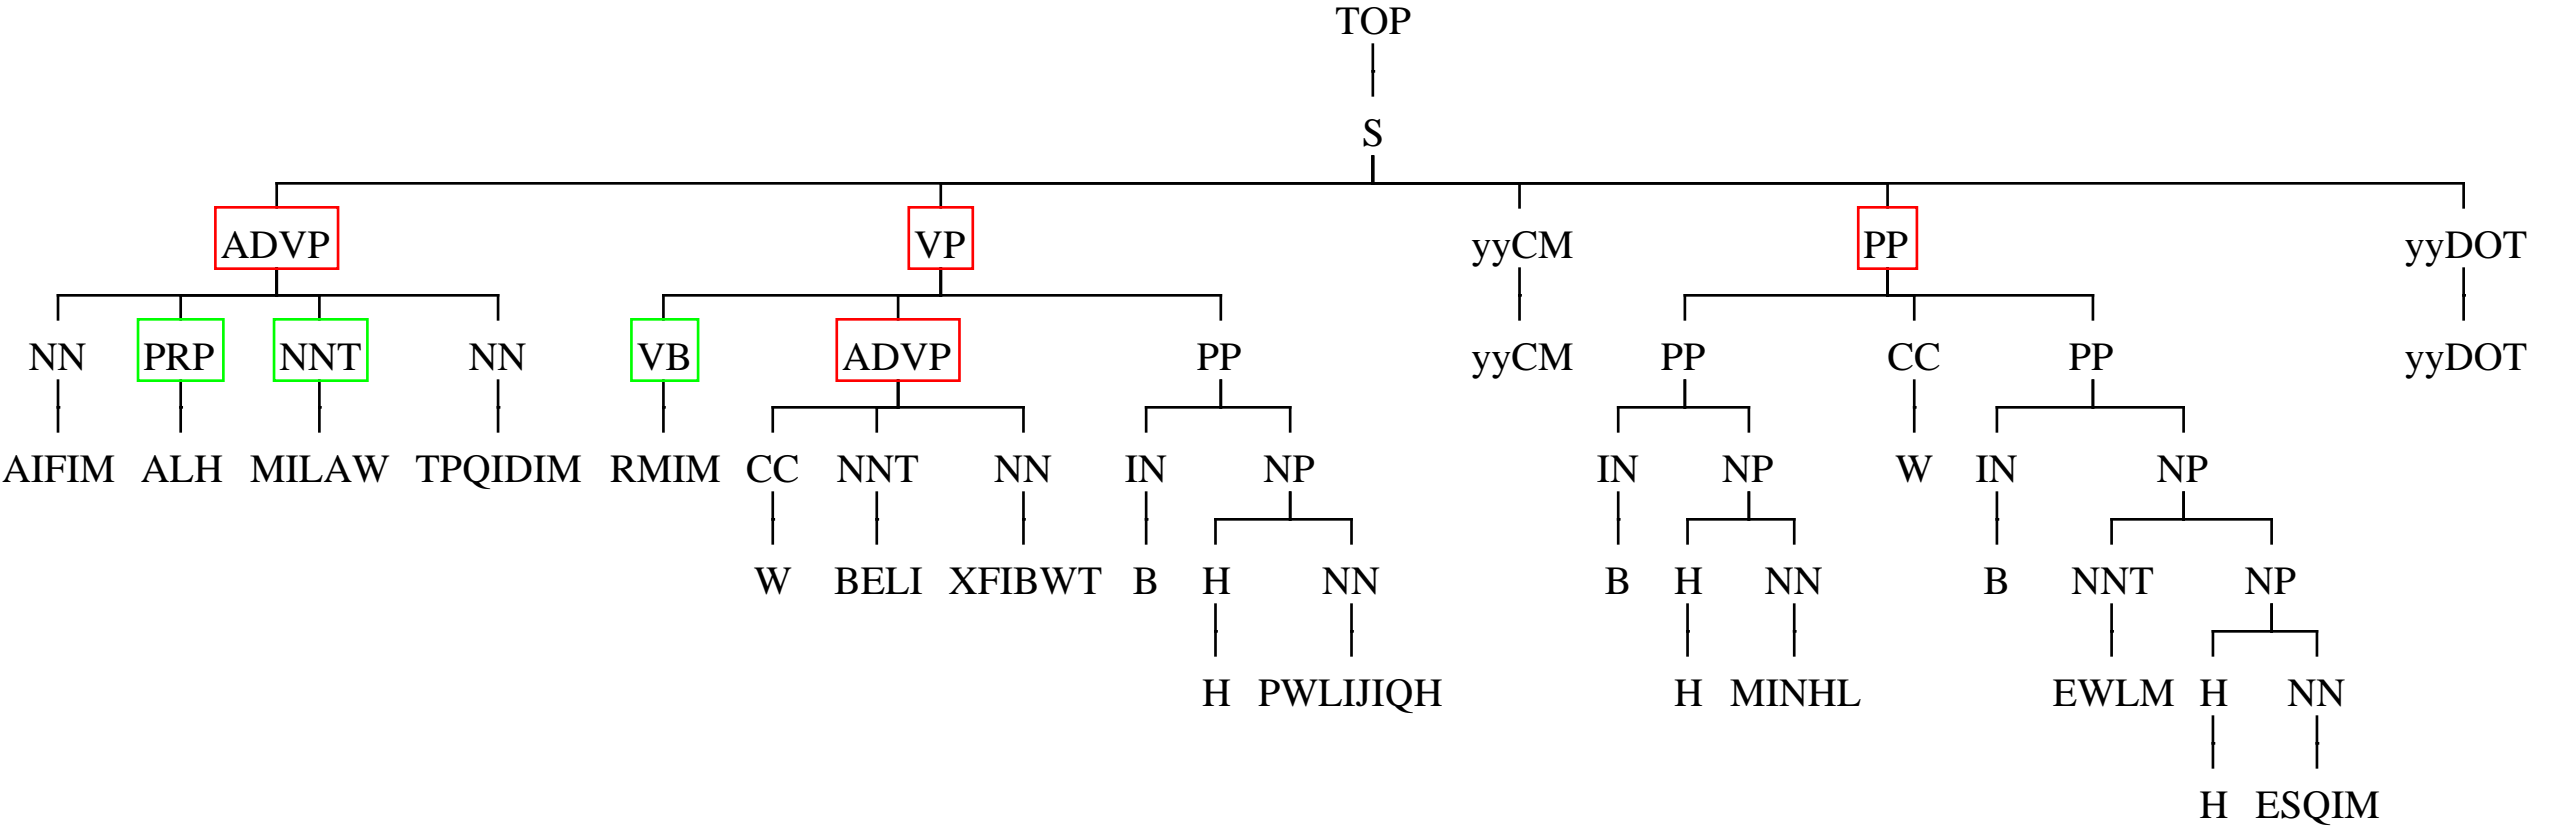 TOP
S
ADVP VP yyCM PP yyDOT
NN PRP NNT NN VB ADVP PP yyCM PP CC PP yyDOT
AIFIM ALH MILAW TPQIDIM RMIM CC NNT NN IN NP IN NP W IN NP
W BELI XFIBWT B H NN B H NN B NNT NP
H PWLIJIQH H MINHL EWLM H NN
H ESQIM